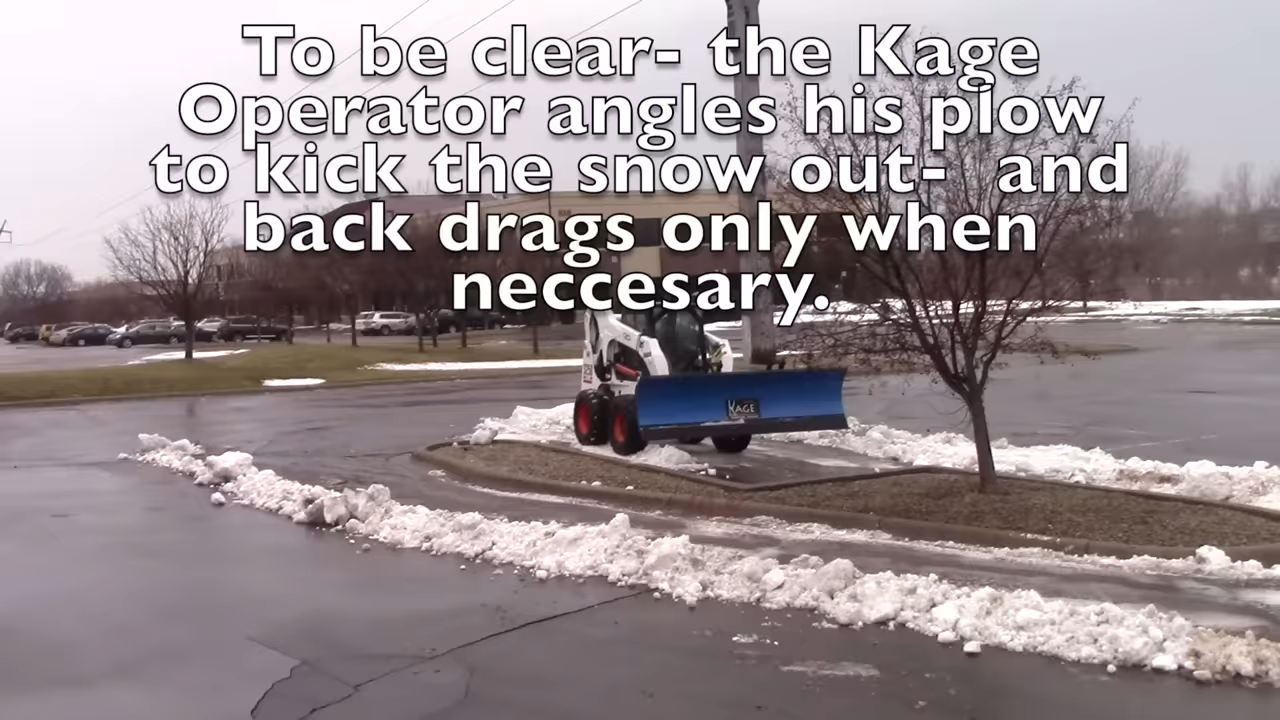 To be clear- the Kage
Operator angles his plow
to kick the snow out-  and
back drags only when
neccesary.
KAGE